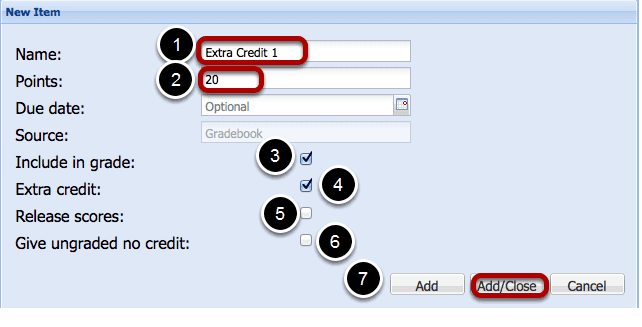 New Item
1
Name: Extra Credit 1
2
Points: 20
Due date: Optional
Source: Gradebook
Include in grade: 3
Extra credit: 4
Release scores: 5
Give ungraded no credit: 6
7 Add Add/Close Cancel